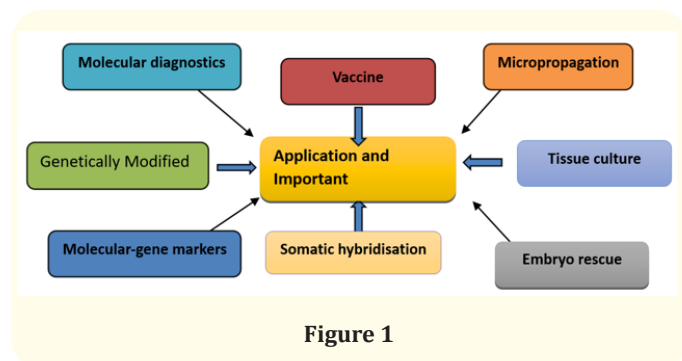 Molecular diagnostics
Vaccine
Micropropagation
Genetically Modified
Application and
Important
Tissue culture
Molecular-gene markers
Somatic hybridisation
Embryo rescue
Figure 1